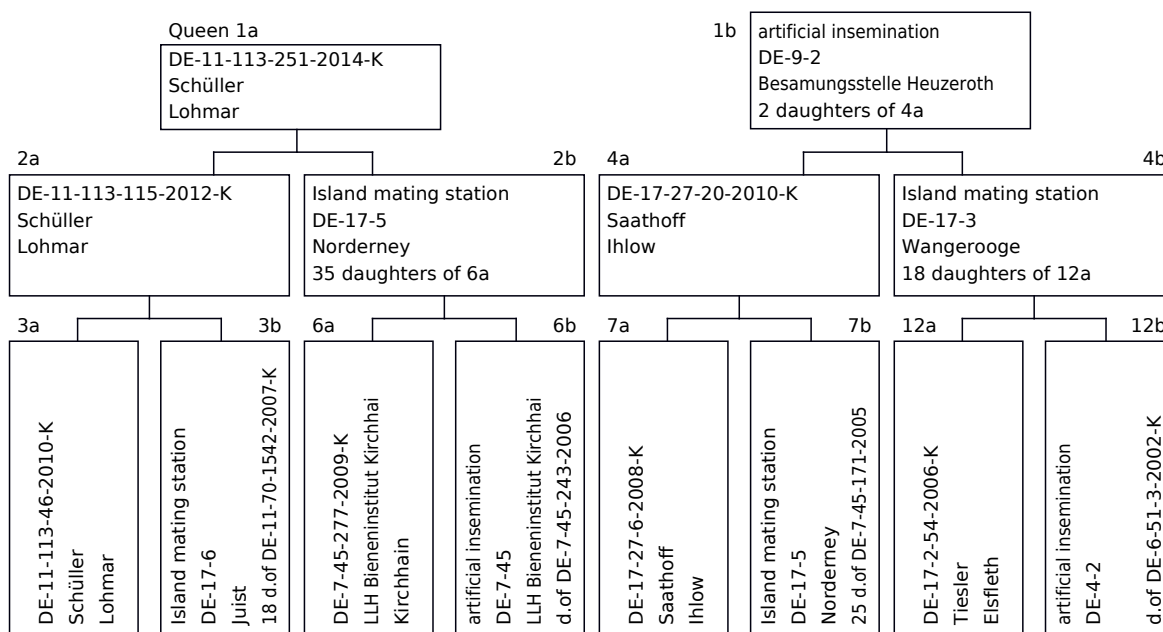 Queen 1a
DE-11-113-251-2014-K
Schüller
Lohmar
1b
artificial insemination
DE-9-2
Besamungsstelle Heuzeroth
2 daughters of 4a
2a
DE-11-113-115-2012-K
Schüller
Lohmar
2b
Island mating station
DE-17-5
Norderney
35 daughters of 6a
4a
DE-17-27-20-2010-K
Saathoff
Ihlow
4b
Island mating station
DE-17-3
Wangerooge
18 daughters of 12a
3a
DE-11-113-46-2010-K
Schüller
Lohmar
3b
Island mating station
DE-17-6
Juist
18 d.of DE-11-70-1542-2007-K
6a
DE-7-45-277-2009-K
LLH Bieneninstitut Kirchhai
Kirchhain
6b
artificial insemination
DE-7-45
LLH Bieneninstitut Kirchhai
d.of DE-7-45-243-2006
7a
DE-17-27-6-2008-K
Saathoff
Ihlow
7b
Island mating station
DE-17-5
Norderney
25 d.of DE-7-45-171-2005
12a
DE-17-2-54-2006-K
Tiesler
Elsfleth
12b
artificial insemination
DE-4-2
d.of DE-6-51-3-2002-K